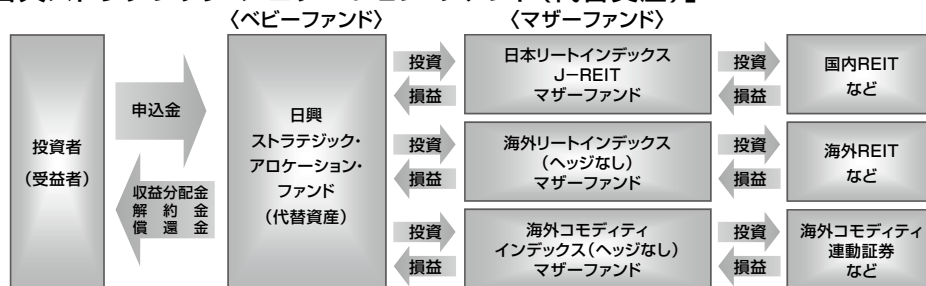 〈ベビーファンド〉
〈マザーファンド〉
投資者
(受益者)
申込金
収益分配金
解約金
償還金
日興
ストラテジック・
アロケーション・
ファンド
(代替資産)
投資
損益
日本リートインデックス
J-REIT
マザーファンド
投資
損益
国内REIT
など
投資
損益
海外リートインデックス
(ヘッジなし)
マザーファンド
投資
損益
海外REIT
など
投資
損益
海外コモディティ
インデックス(ヘッジなし)
マザーファンド
投資
損益
海外コモディティ
連動証券
など